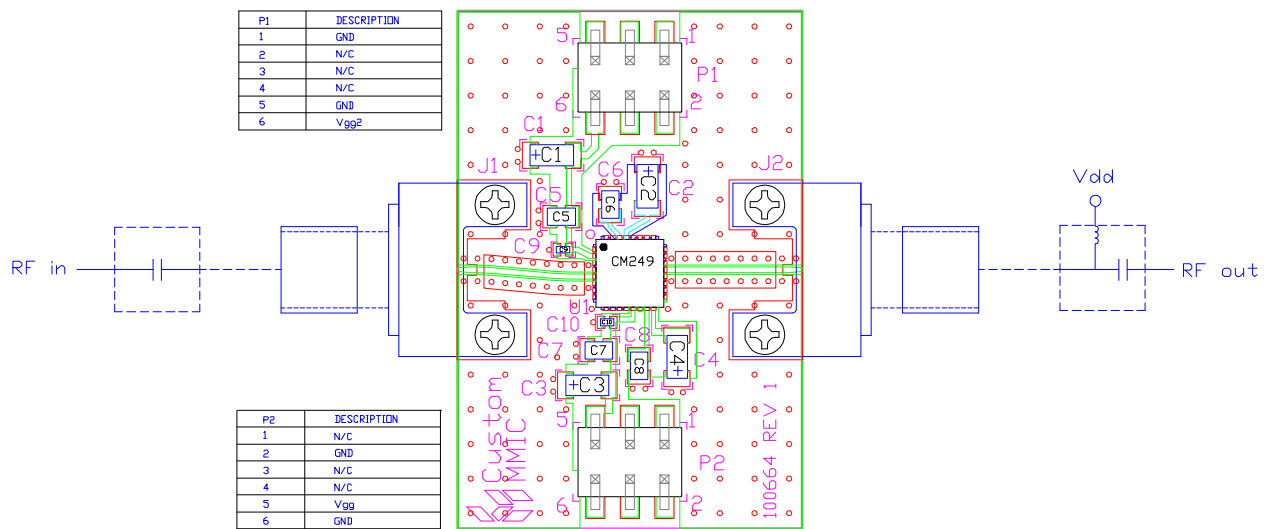 P1 DESCRIPTION
1 GND
2 N/C
3 N/C
4 N/C
5 GND
6 Vgg2
5 1
P1
6 2
C1
+C1
J1
C6
+C2
C2
J2
C5
C5
C6
C9
C9
CM249
Vdd
RF in
RF out
U1
C10
C10
C7
C7
C8
C8
C4+
C4
C3
+C3
5 1
P2
6 2
Custom
MMIC
100664 REV 1
P2 DESCRIPTION
1 N/C
2 GND
3 N/C
4 N/C
5 Vgg
6 GND